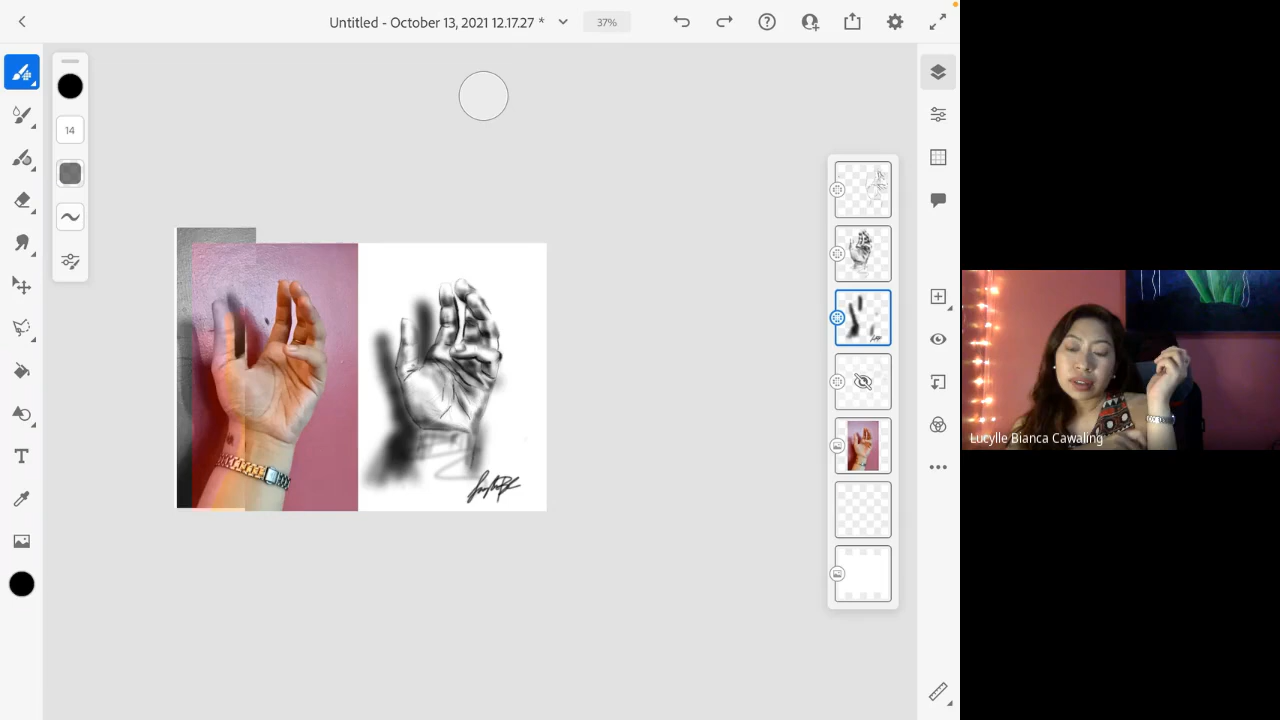 Untitled - October 13, 2021 12.17.27 *
37%
14
T
Lucylle Bianca Cawaling